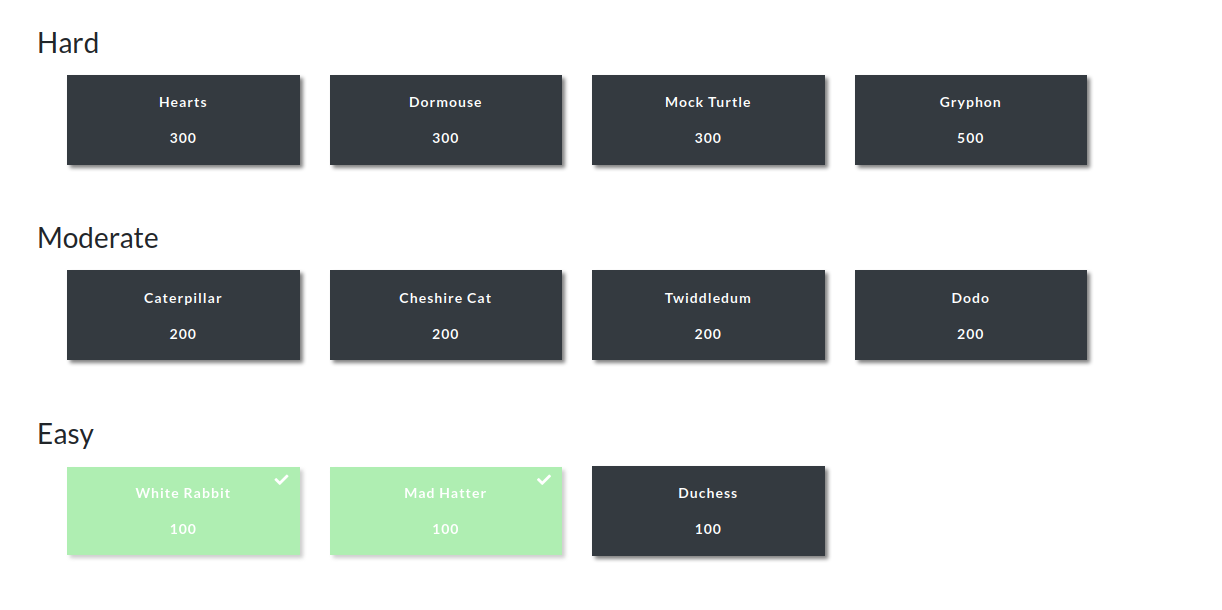 Hard
Hearts
Dormouse
Mock Turtle
Gryphon
300
300
300
500
Moderate
Caterpillar
Cheshire Cat
Twiddledum
Dodo
200
200
200
200
Easy
White Rabbit
Mad Hatter
Duchess
100
100
100